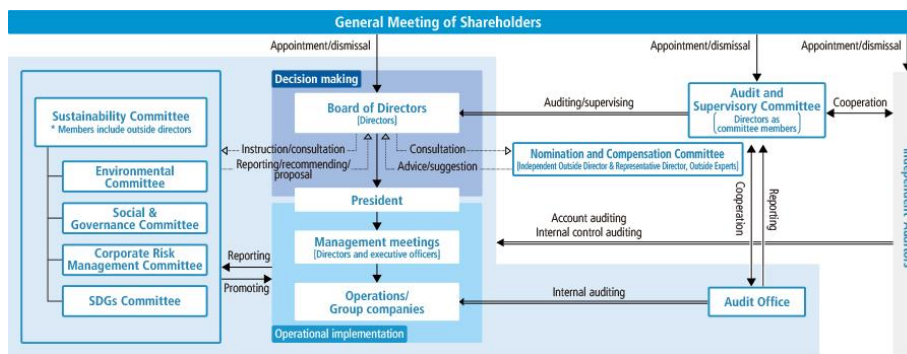 General Meeting of Shareholders
Appointment/dismissal
Appointment/dismissal
Appointment/dismissal
Decision making
Board of Directors
[Directors]
Auditing/supervising
Audit and
Supervisory Committee
(Directors as
committee members)
Cooperation
Sustainability Committee
* Members include outside directors
Instruction/consultation
Reporting/recommending/
proposal
Consultation
Advice/suggestion
Nomination and Compensation Committee
[Independent Outside Director & Representative Director, Outside Experts]
Environmental
Committee
Social &
Governance Committee
Corporate Risk
Management Committee
SDGs Committee
President
Account auditing
Internal control auditing
Cooperation
Reporting
Management meetings
[Directors and executive officers]
Reporting
Promoting
Operations/
Group companies
Internal auditing
Audit Office
Operational implementation